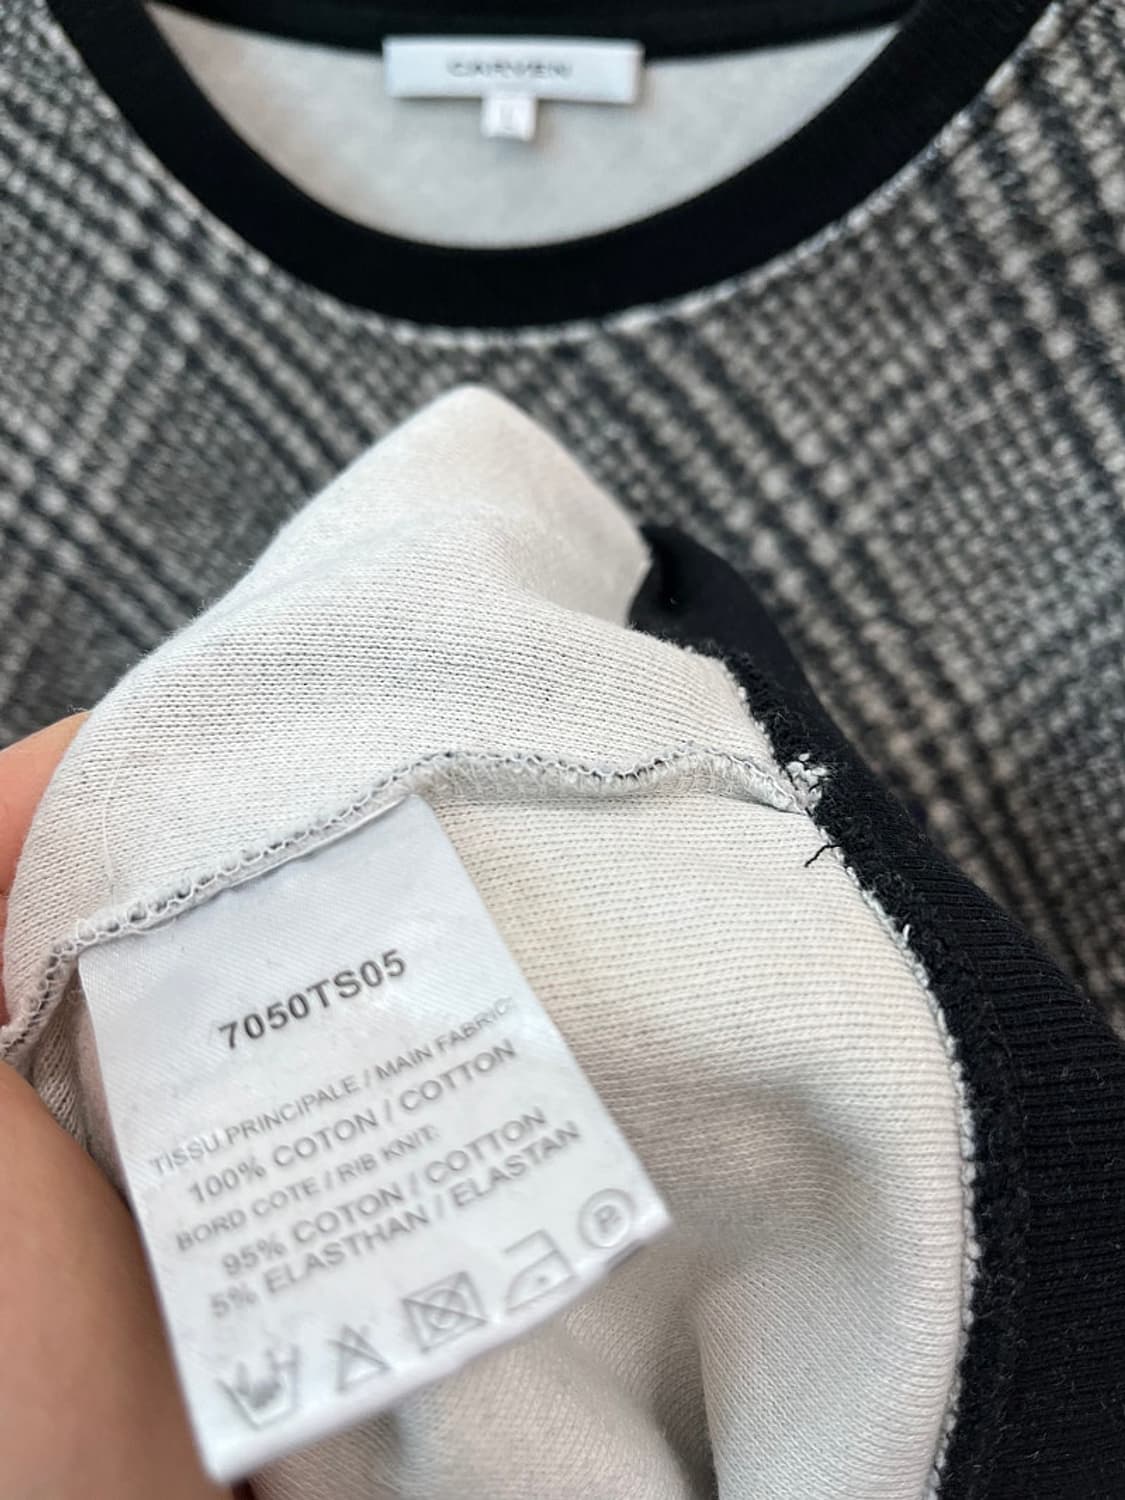 CARVEN
L
7050TS05
TISSU PRINCIPALE / MAIN FABRIC:
100% COTON / COTTON
BORD COTE / RIB KNIT:
95% COTON / COTTON
5% ELASTHAN / ELASTAN
P